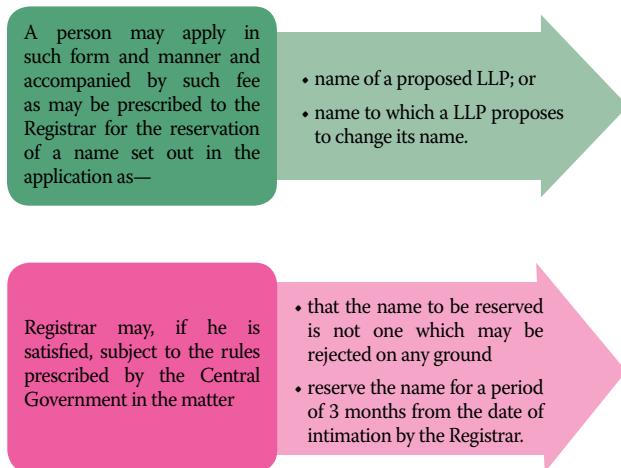 A person may apply in
such form and manner and
accompanied by such fee
as may be prescribed to the
Registrar for the reservation
of a name set out in the
application as—
• name of a proposed LLP; or
• name to which a LLP proposes
to change its name.
Registrar may, if he is
satisfied, subject to the rules
prescribed by the Central
Government in the matter
• that the name to be reserved
is not one which may be
rejected on any ground
• reserve the name for a period
of 3 months from the date of
intimation by the Registrar.